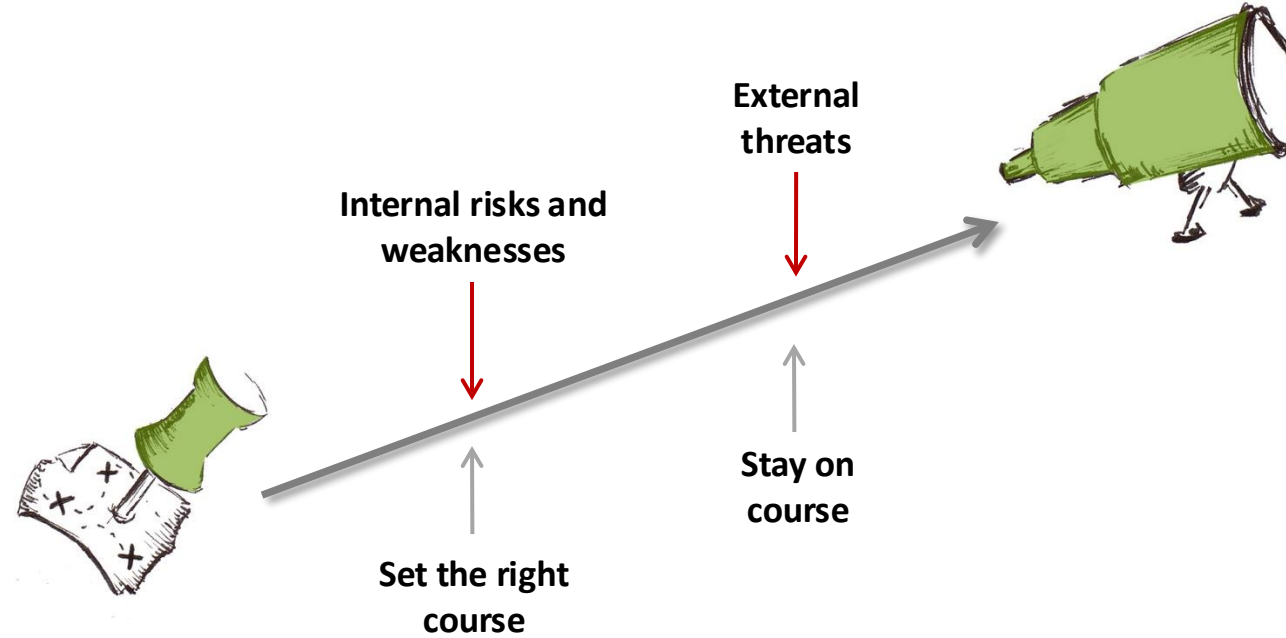 External
threats
Internal risks and
weaknesses
Stay on
course
Set the right
course